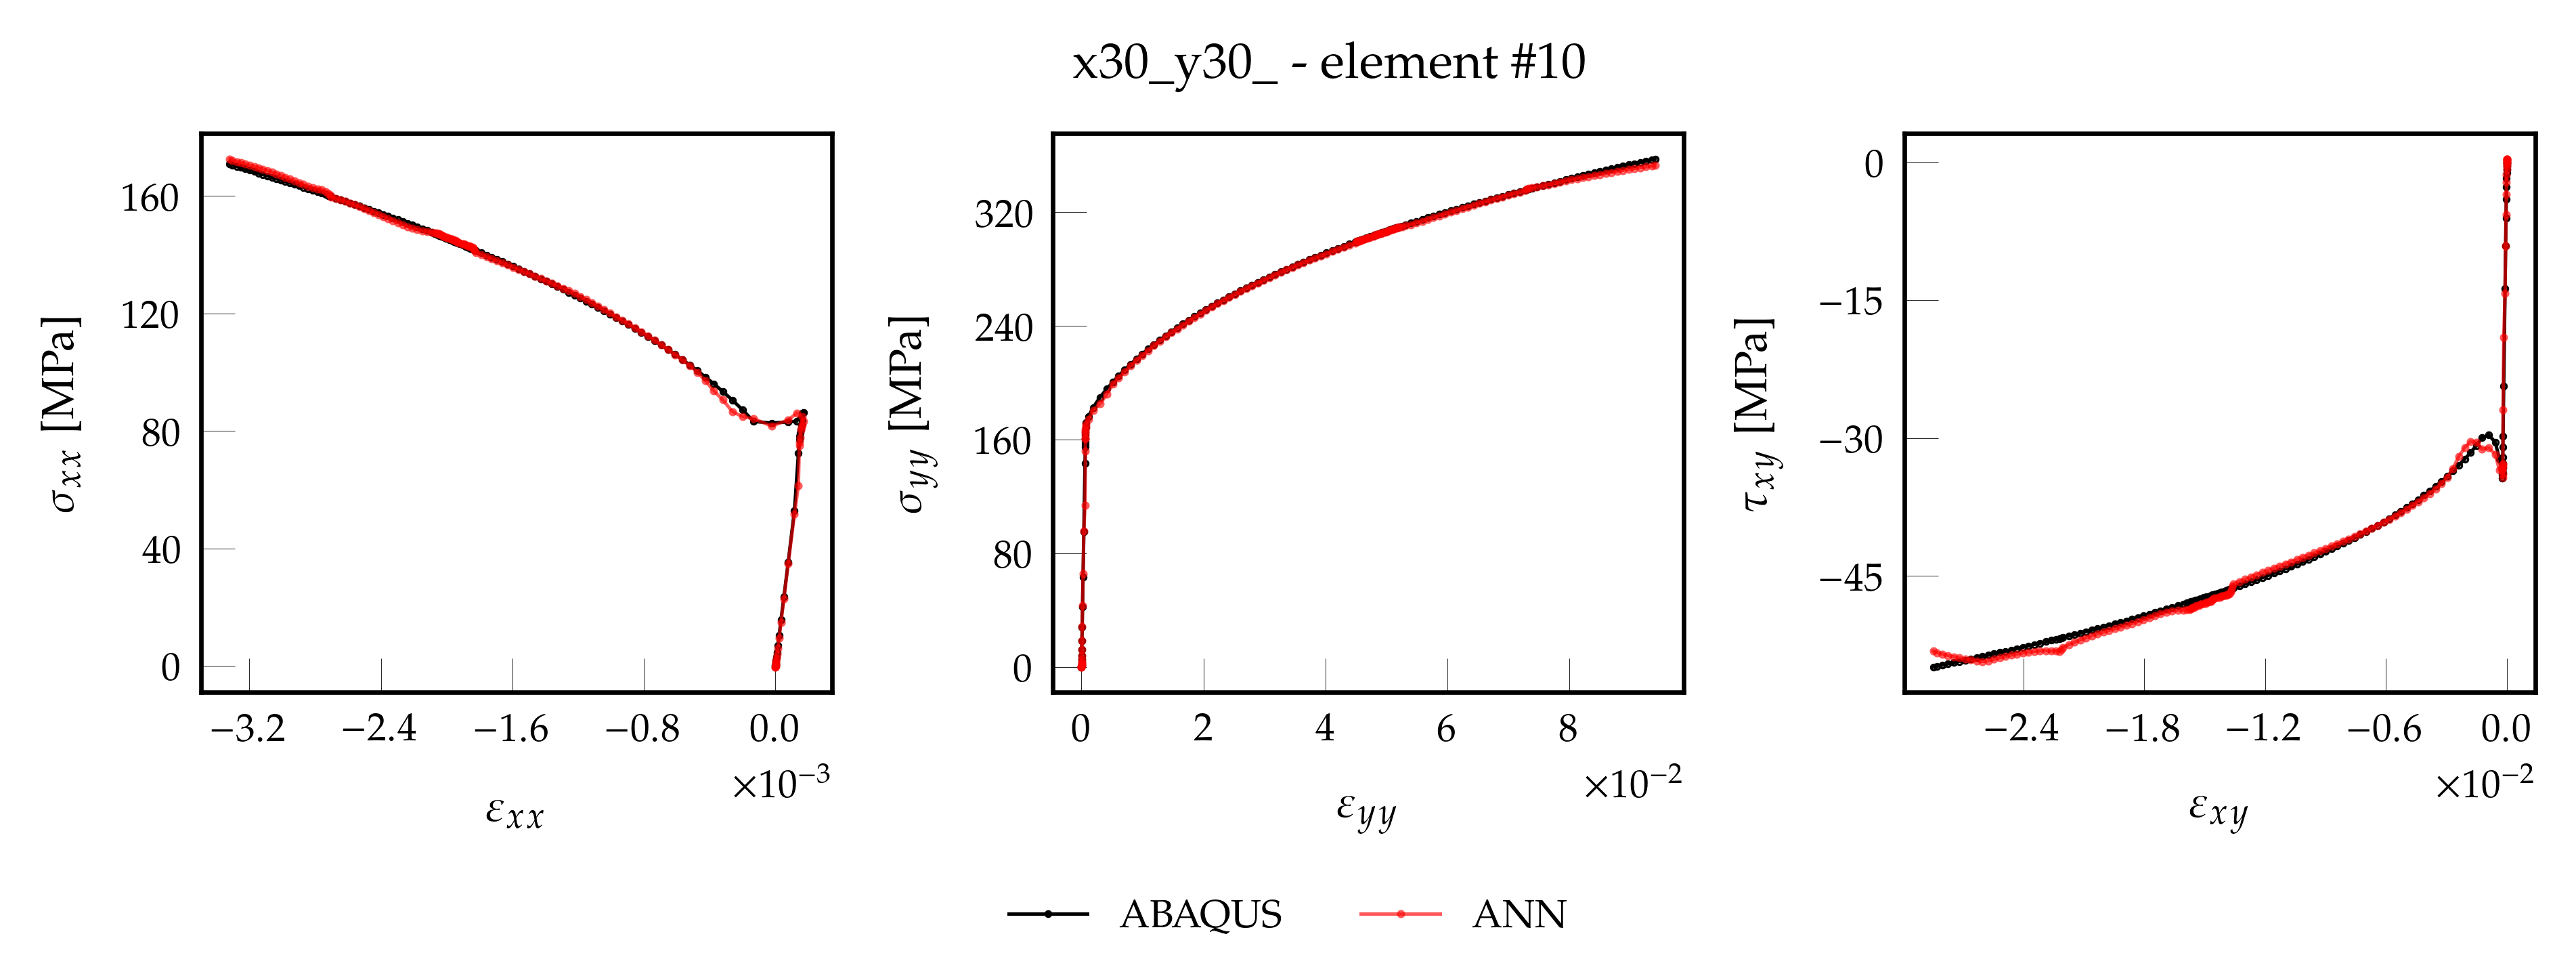 x30_y30_ - element #10
σxx [MPa]
160
120
80
40
0
−3.2 −2.4 −1.6 −0.8 0.0
×10−3
εxx
σyy [MPa]
320
240
160
80
0
0 2 4 6 8
×10−2
εyy
τxy [MPa]
0
−15
−30
−45
−2.4 −1.8 −1.2 −0.6 0.0
×10−2
εxy
ABAQUS ANN